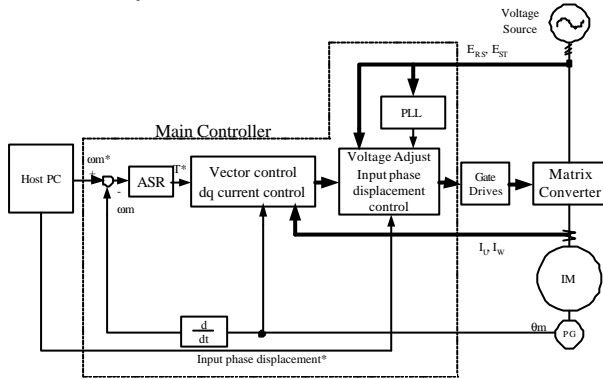 Voltage
Source
E_RS, E_ST
PLL
Main Controller
Host PC
ωm*
+
-
ωm
ASR
T*
Vector control
dq current control
Voltage Adjust
Input phase
displacement
control
Gate
Drives
Matrix
Converter
I_U, I_W
IM
d
dt
θm
PG
Input phase displacement*